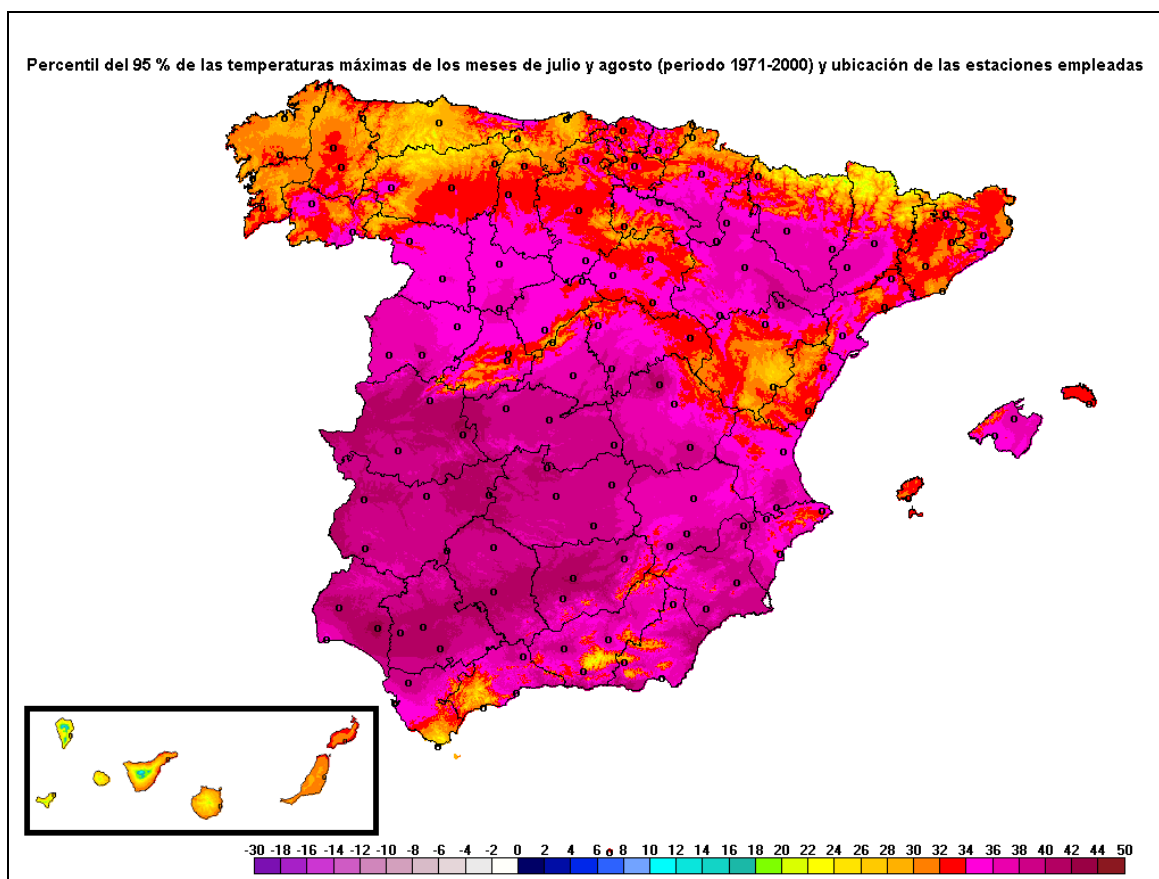 Percentil del 95 % de las temperaturas máximas de los meses de julio y agosto (periodo 1971-2000) y ubicación de las estaciones empleadas
-30 -18 -16 -14 -12 -10 -8 -6 -4 -2 0 2 4 6 8 10 12 14 16 18 20 22 24 26 28 30 32 34 36 38 40 42 44 50